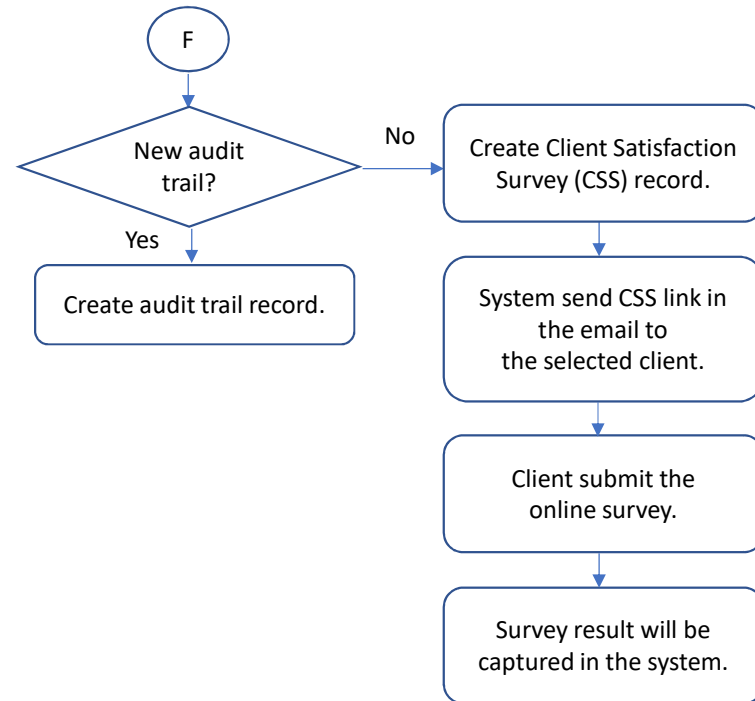 F
New audit
trail?
No
Yes
Create audit trail record.
Create Client Satisfaction
Survey (CSS) record.
System send CSS link in
the email to
the selected client.
Client submit the
online survey.
Survey result will be
captured in the system.